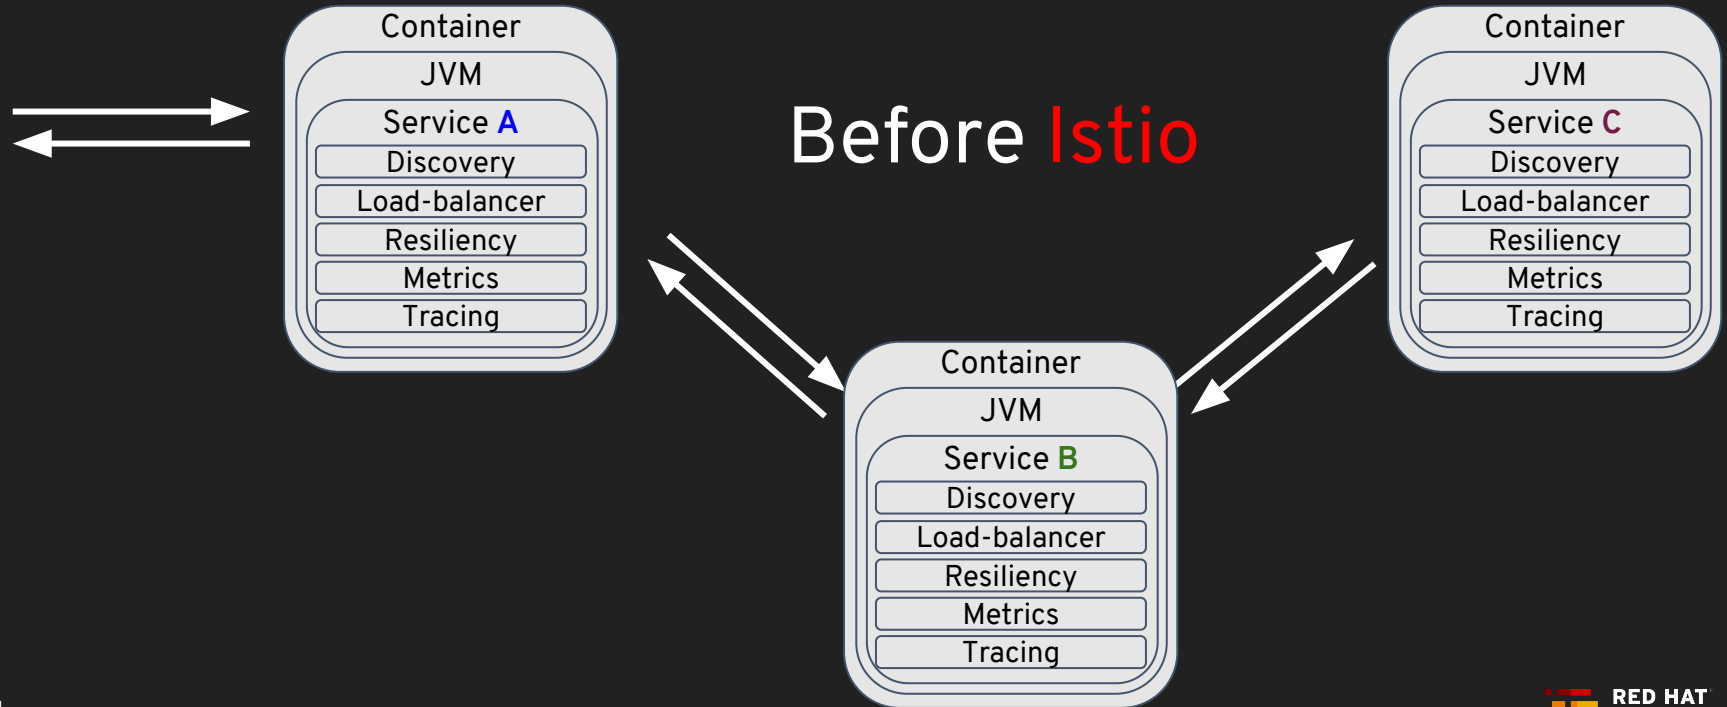 Container
JVM
Service A
Discovery
Load-balancer
Resiliency
Metrics
Tracing
Before Istio
Container
JVM
Service C
Discovery
Load-balancer
Resiliency
Metrics
Tracing
Container
JVM
Service B
Discovery
Load-balancer
Resiliency
Metrics
Tracing
RED HAT